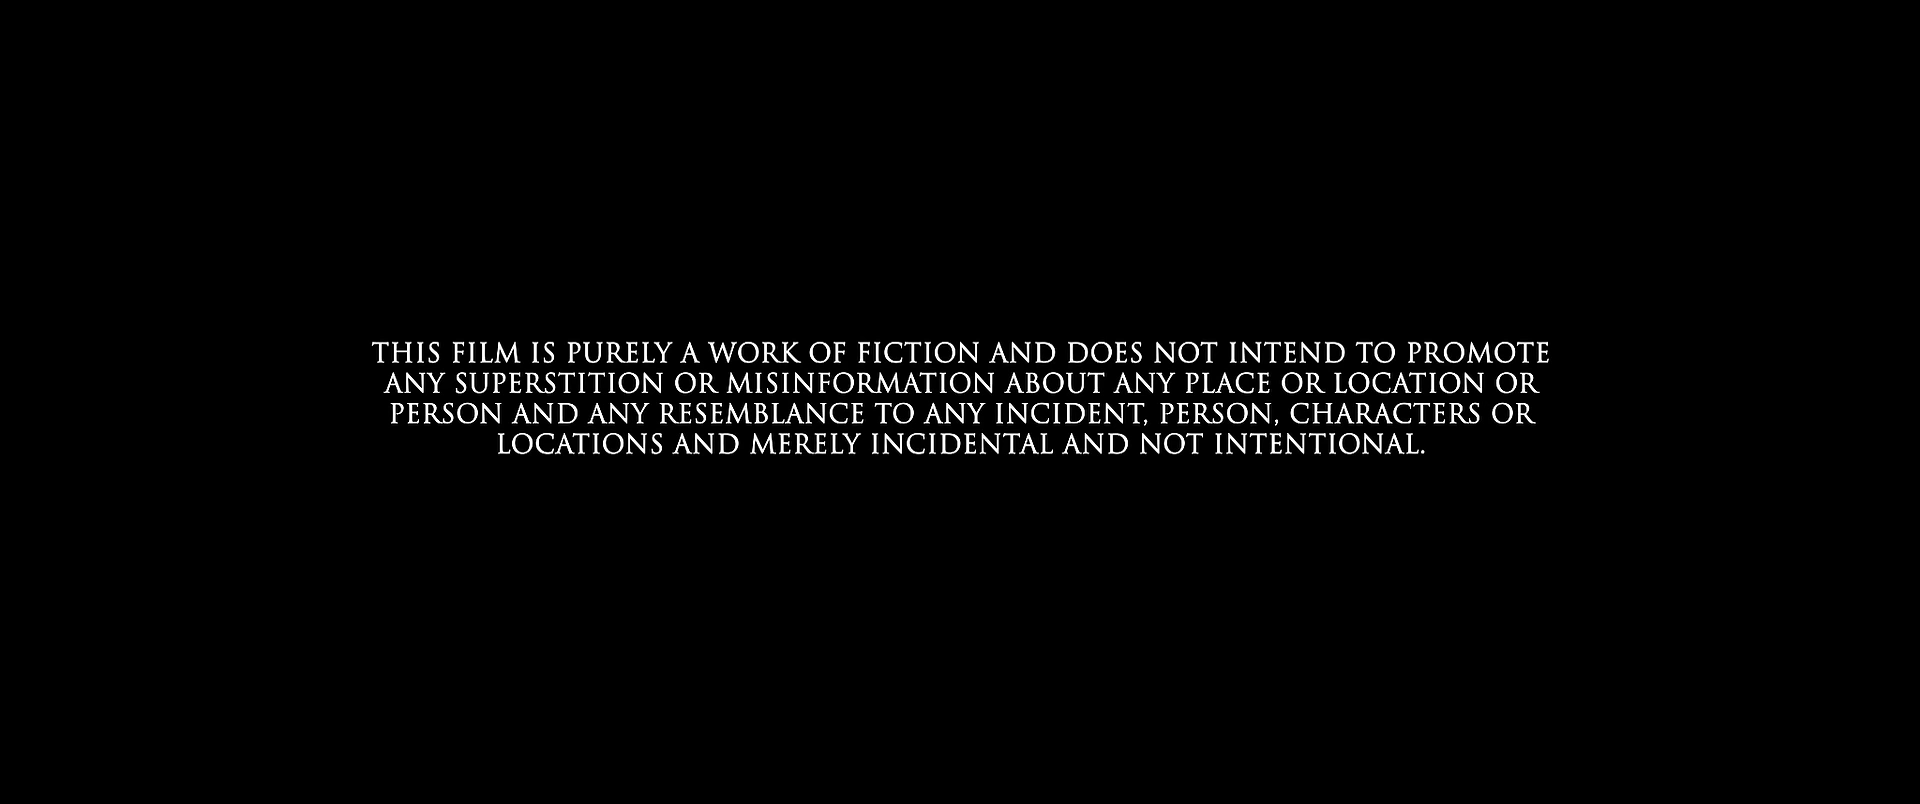 THIS FILM IS PURELY A WORK OF FICTION AND DOES NOT INTEND TO PROMOTE
ANY SUPERSTITION OR MISINFORMATION ABOUT ANY PLACE OR LOCATION OR
PERSON AND ANY RESEMBLANCE TO ANY INCIDENT, PERSON, CHARACTERS OR
LOCATIONS AND MERELY INCIDENTAL AND NOT INTENTIONAL.